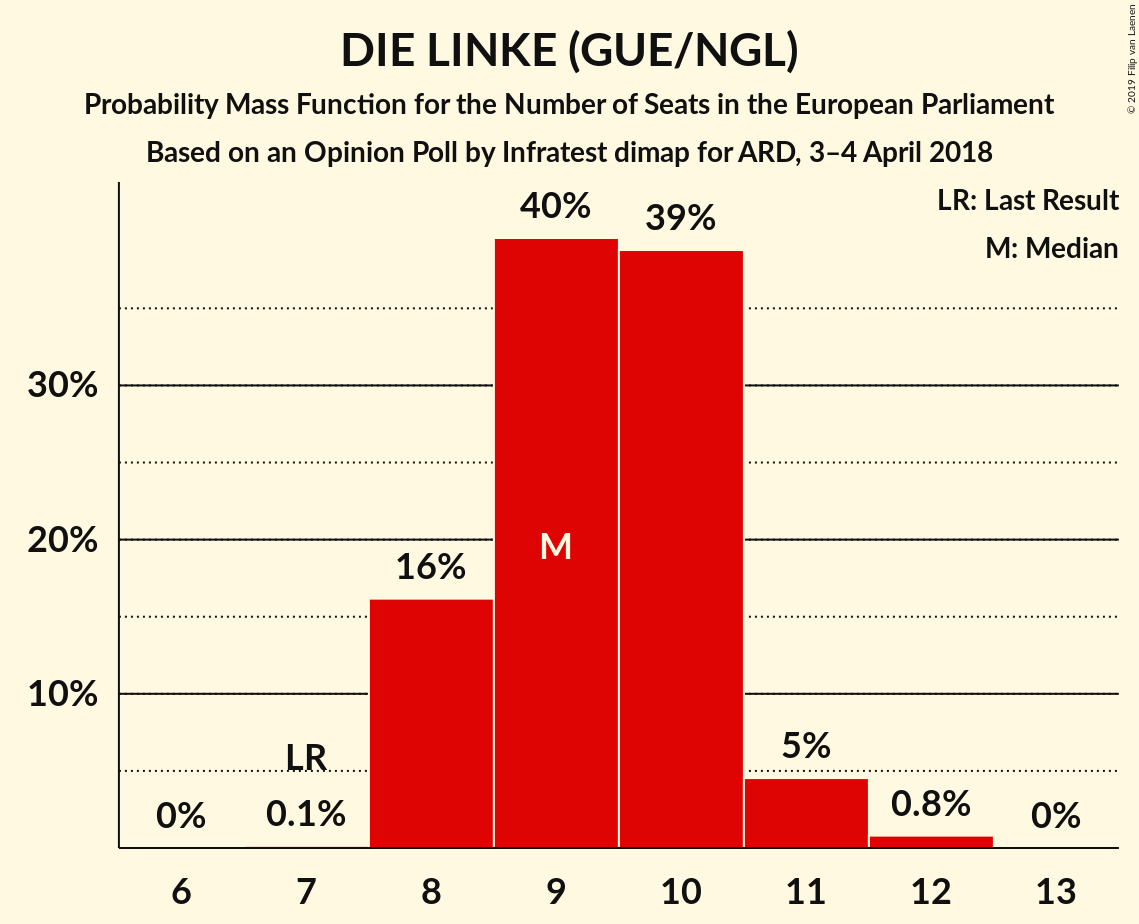 DIE LINKE (GUE/NGL)
Probability Mass Function for the Number of Seats in the European Parliament
Based on an Opinion Poll by Infratest dimap for ARD, 3–4 April 2018
© 2019 Filip van Laenen
LR: Last Result
M: Median
40%
39%
30%
M
20%
16%
10%
LR
5%
0%
0.1%
0.8%
0%
6 7 8 9 10 11 12 13